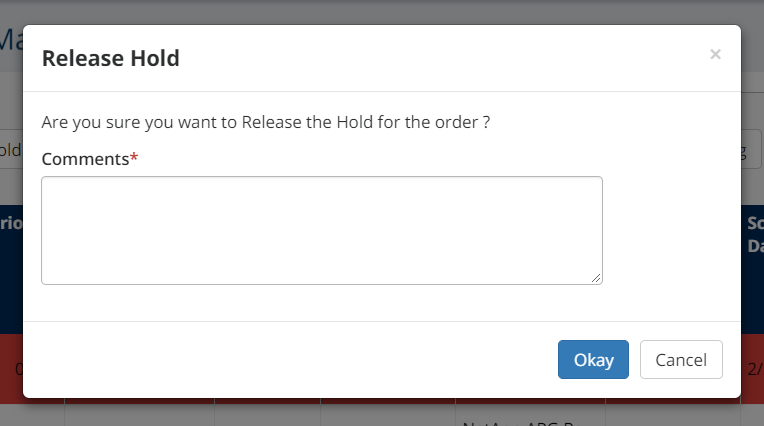 Ma
Release Hold
×
Are you sure you want to Release the Hold for the order ?
old
Comments*
rio
Sc
Da
Okay
Cancel
2/